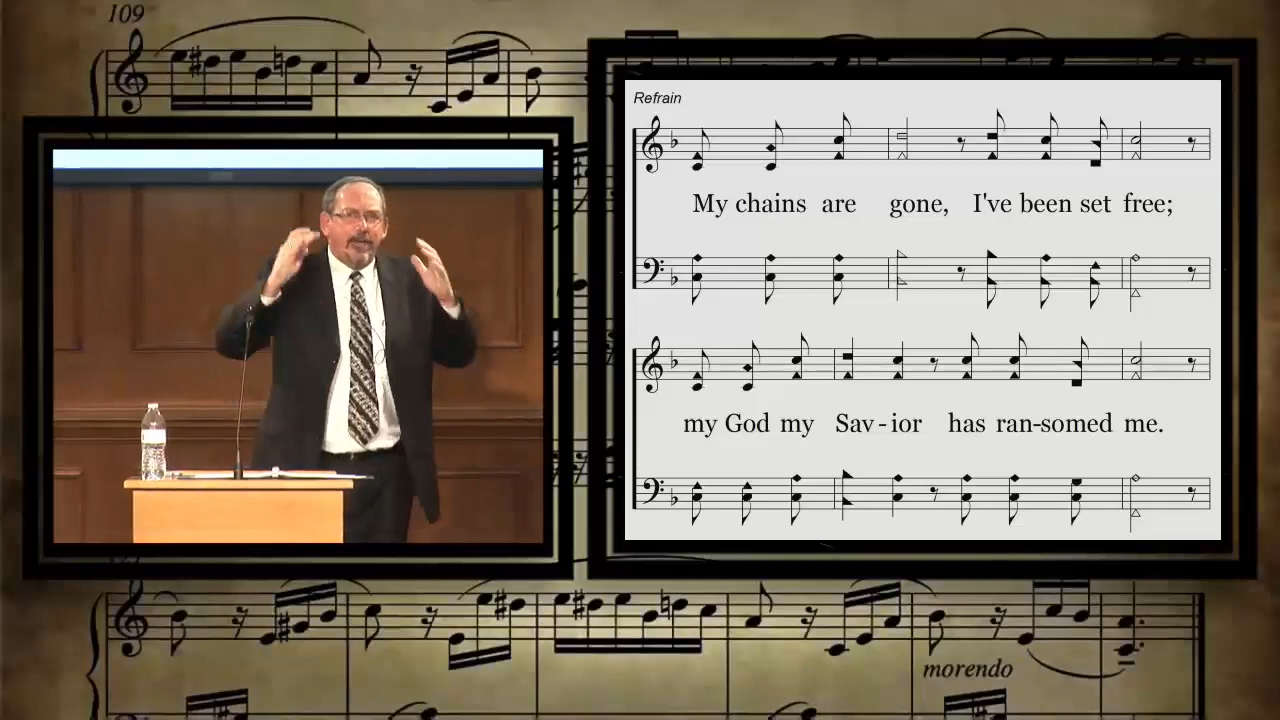 109
Refrain
My chains are gone, I've been set free;
my God my Sav-ior has ran-somed me.
morendo